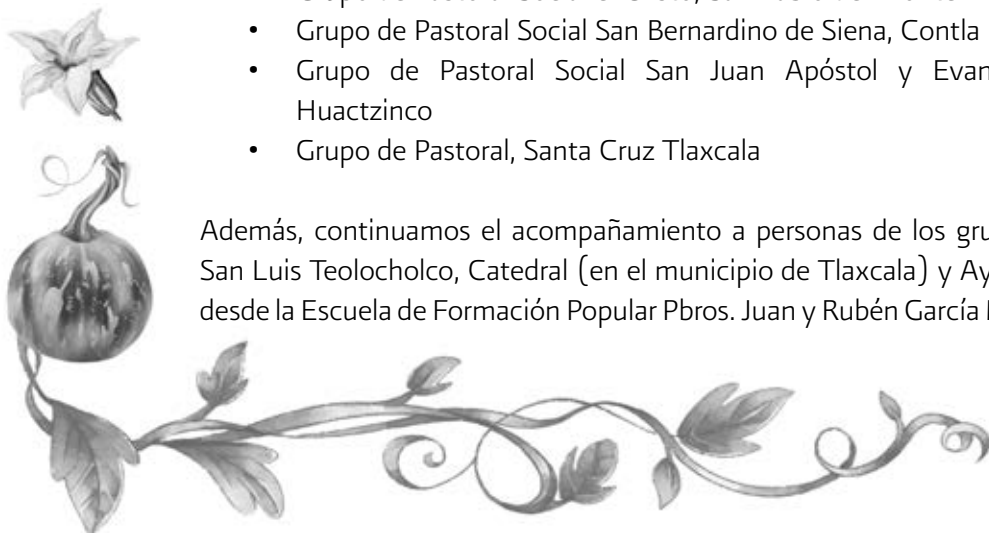 • Grupo de Pastoral Social San Bernardino de Siena, Contla
• Grupo de Pastoral Social San Juan Apóstol y Evan
Huactzinco
• Grupo de Pastoral, Santa Cruz Tlaxcala
Además, continuamos el acompañamiento a personas de los gru
San Luis Teolocholco, Catedral (en el municipio de Tlaxcala) y Ay
desde la Escuela de Formación Popular Pbros. Juan y Rubén García